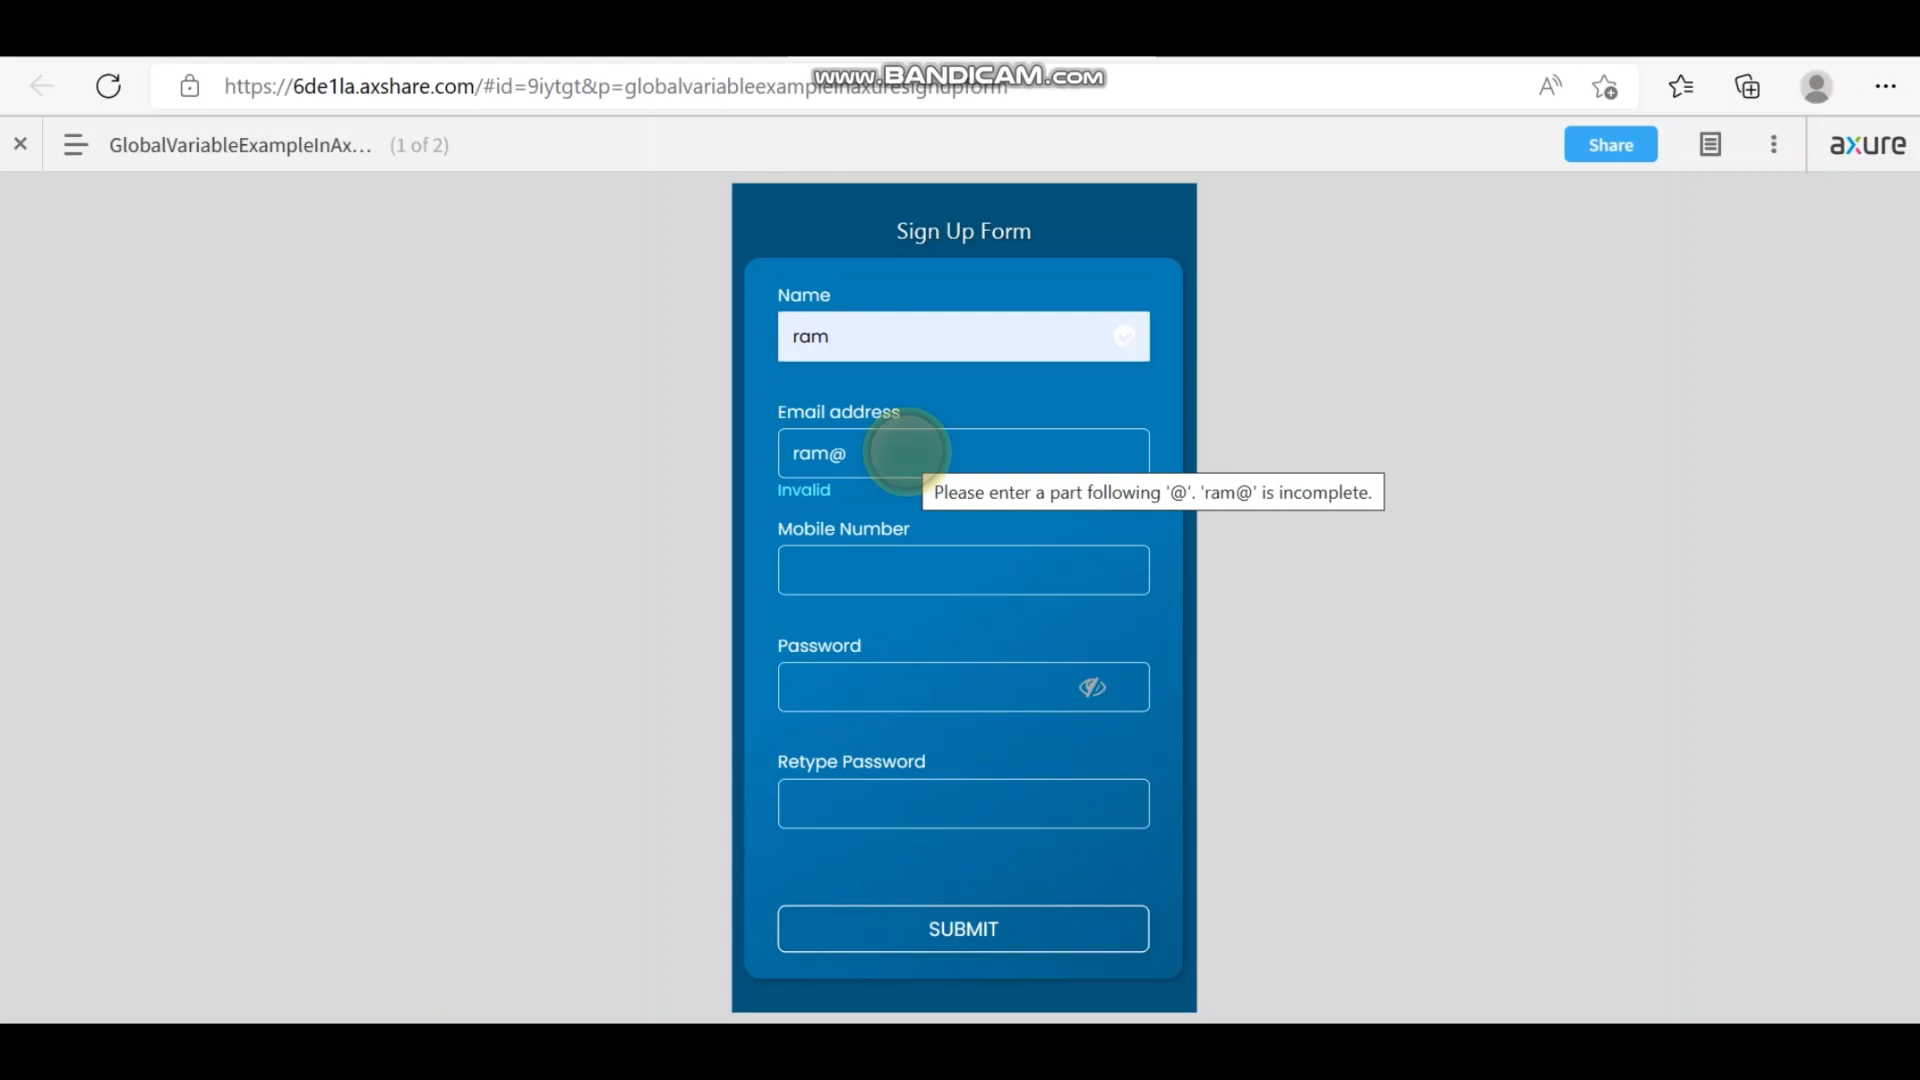 www.BANDICAM.com
https://6de1la.axshare.com/#id=9iytgt&p=globalvariableexampleinaxuresignupform
GlobalVariableExampleInAx... (1 of 2)
Share
axure
Sign Up Form
Name
ram
Email address
ram@
Invalid
Please enter a part following '@'. 'ram@' is incomplete.
Mobile Number
Password
Retype Password
SUBMIT